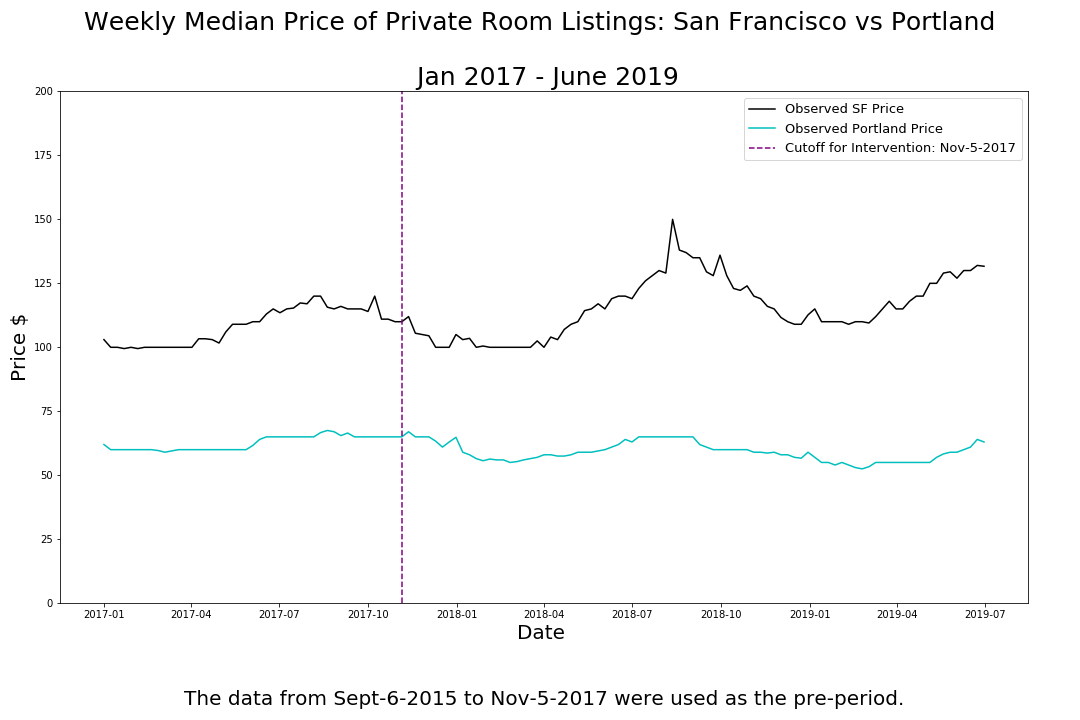 Weekly Median Price of Private Room Listings: San Francisco vs Portland
Jan 2017 - June 2019
Observed SF Price
Observed Portland Price
Cutoff for Intervention: Nov-5-2017
Price $
200
175
150
125
100
75
50
25
0
2017-01 2017-04 2017-07 2017-10 2018-01 2018-04 2018-07 2018-10 2019-01 2019-04 2019-07
Date
The data from Sept-6-2015 to Nov-5-2017 were used as the pre-period.